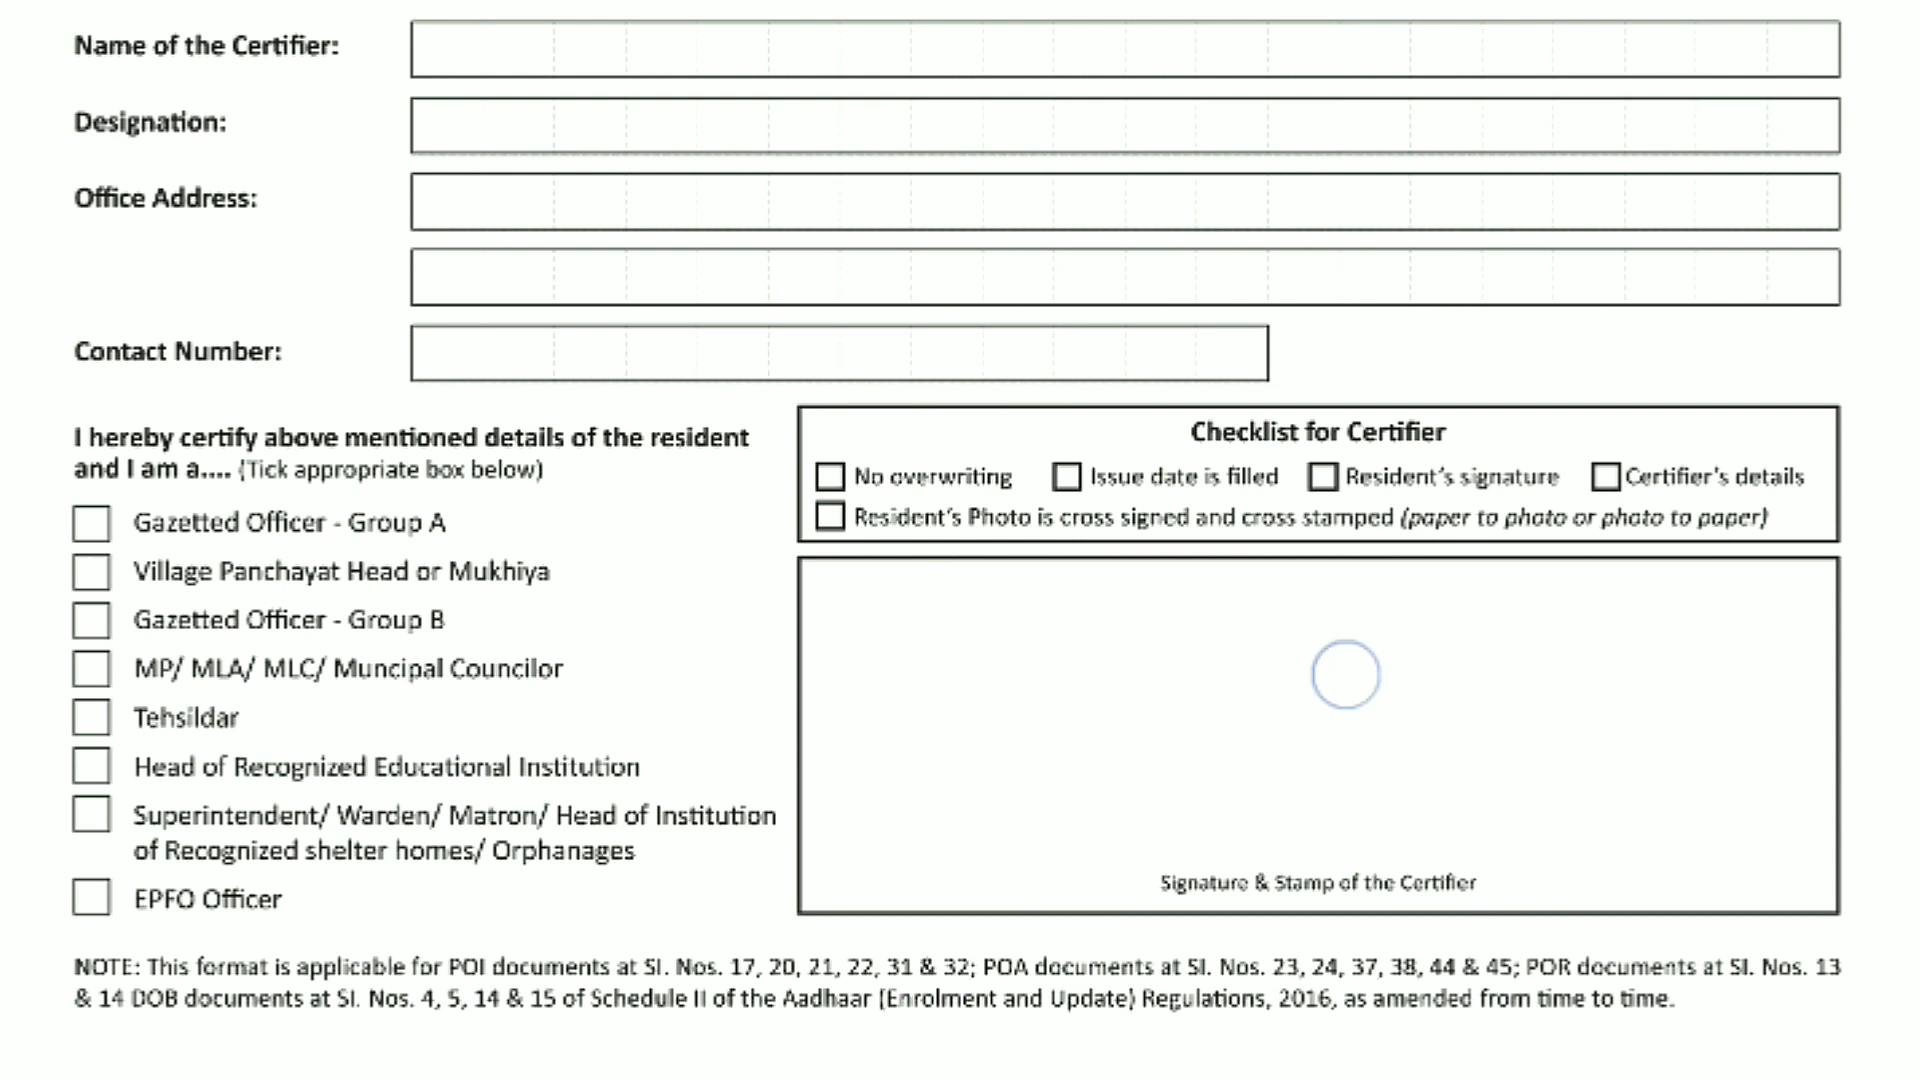 Name of the Certifier:
Designation:
Office Address:
Contact Number:
I hereby certify above mentioned details of the resident
and I am a.... (Tick appropriate box below)
Gazetted Officer - Group A
Village Panchayat Head or Mukhiya
Gazetted Officer - Group B
MP/ MLA/ MLC/ Muncipal Councilor
Tehsildar
Head of Recognized Educational Institution
Superintendent/ Warden/ Matron/ Head of Institution
of Recognized shelter homes/ Orphanages
EPFO Officer
Checklist for Certifier
No overwriting Issue date is filled Resident's signature Certifier's details
Resident's Photo is cross signed and cross stamped (paper to photo or photo to paper)
Signature & Stamp of the Certifier
NOTE: This format is applicable for POI documents at SI. Nos. 17, 20, 21, 22, 31 & 32; POA documents at SI. Nos. 23, 24, 37, 38, 44 & 45; POR documents at SI. Nos. 13
& 14 DOB documents at SI. Nos. 4, 5, 14 & 15 of Schedule II of the Aadhaar (Enrolment and Update) Regulations, 2016, as amended from time to time.